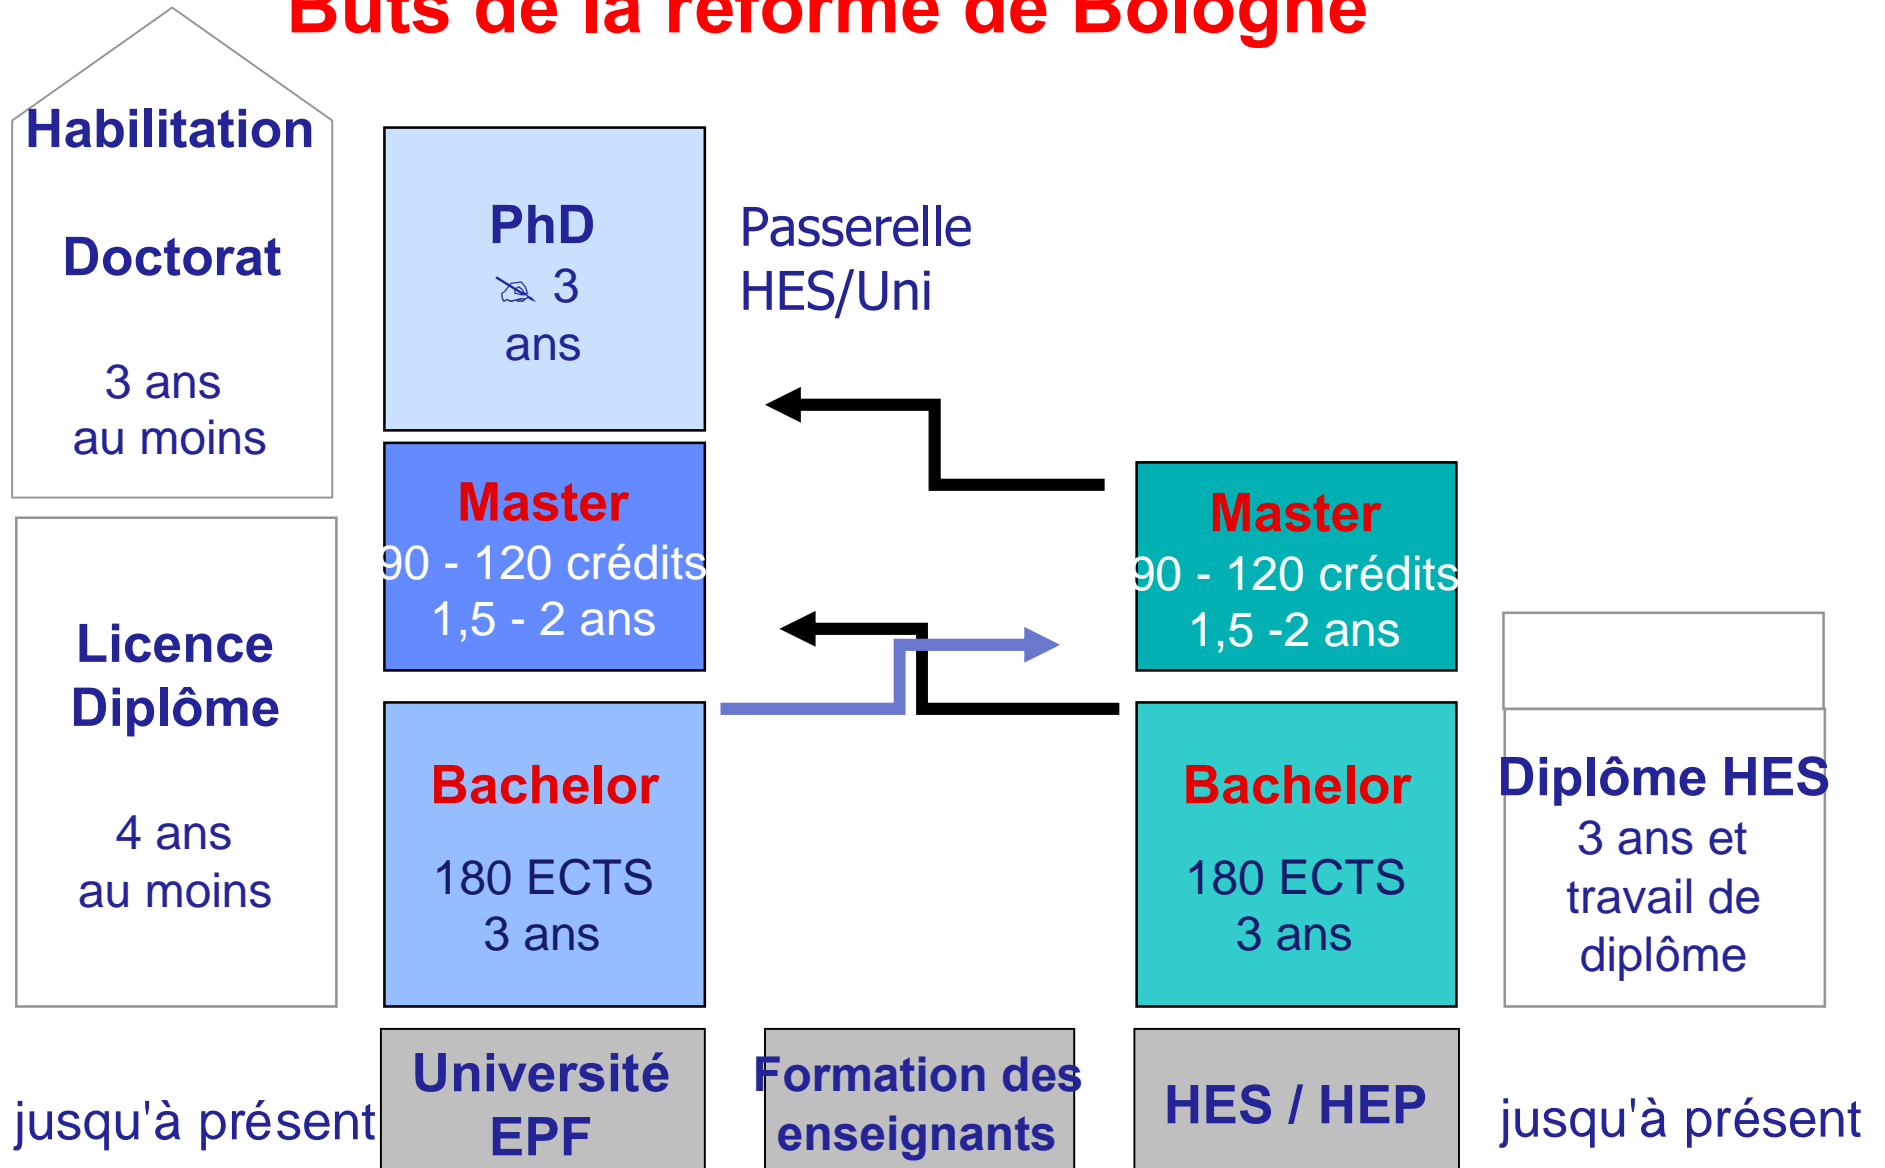 Buts de la réforme de Bologne
Habilitation
Doctorat
3 ans
au moins
Licence
Diplôme
4 ans
au moins
jusqu'à présent
PhD
3
ans
Master
90 - 120 crédits
1,5 - 2 ans
Bachelor
180 ECTS
3 ans
Université
EPF
Passerelle
HES/Uni
Formation des
enseignants
Master
90 - 120 crédits
1,5 -2 ans
Bachelor
180 ECTS
3 ans
HES / HEP
Diplôme HES
3 ans et
travail de
diplôme
jusqu'à présent